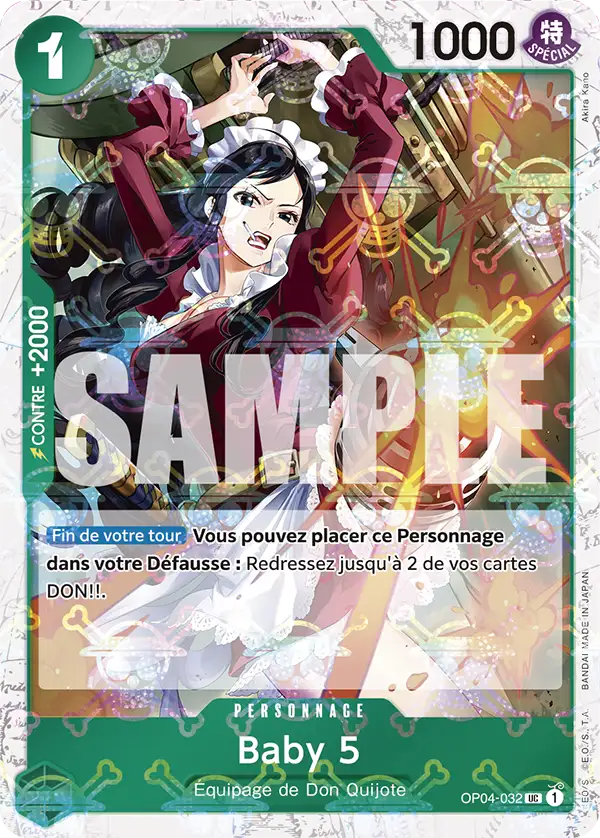 1
1000
特
SPÉCIAL
Akira Kano
CONTRE +2000
SAMPLE
Fin de votre tour Vous pouvez placer ce Personnage
dans votre Défausse : Redressez jusqu'à 2 de vos cartes
DON!!.
PERSONNAGE
Baby 5
Équipage de Don Quijote
OP04-032 UC 1
©E.O/S. ©E.O./S., T.A. BANDAI MADE IN JAPAN